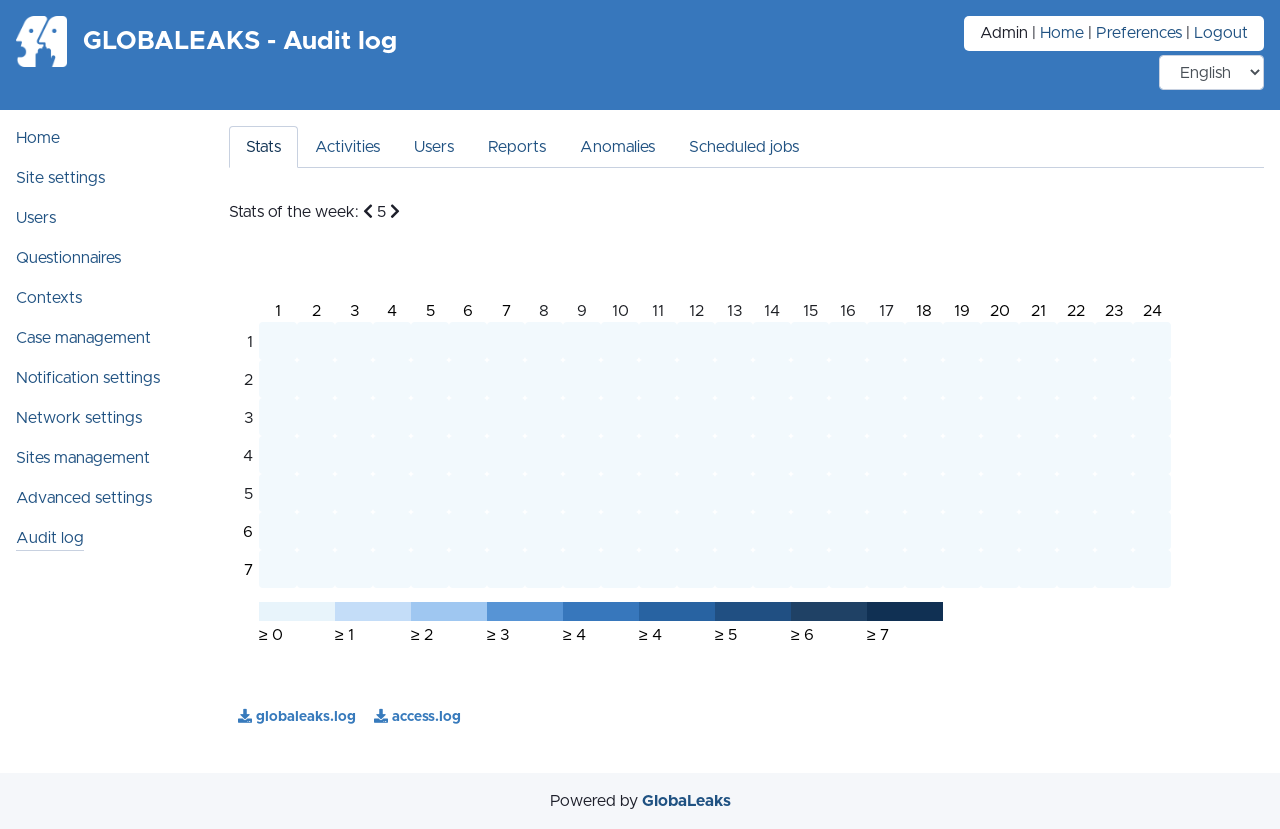 GLOBALEAKS - Audit log
Admin | Home | Preferences | Logout
English
Home
Site settings
Users
Questionnaires
Contexts
Case management
Notification settings
Network settings
Sites management
Advanced settings
Audit log
Stats Activities Users Reports Anomalies Scheduled jobs
Stats of the week: 5
1 2 3 4 5 6 7 8 9 10 11 12 13 14 15 16 17 18 19 20 21 22 23 24
1
2
3
4
5
6
7
≥ 0 ≥ 1 ≥ 2 ≥ 3 ≥ 4 ≥ 4 ≥ 5 ≥ 6 ≥ 7
globaleaks.log access.log
Powered by GlobaLeaks